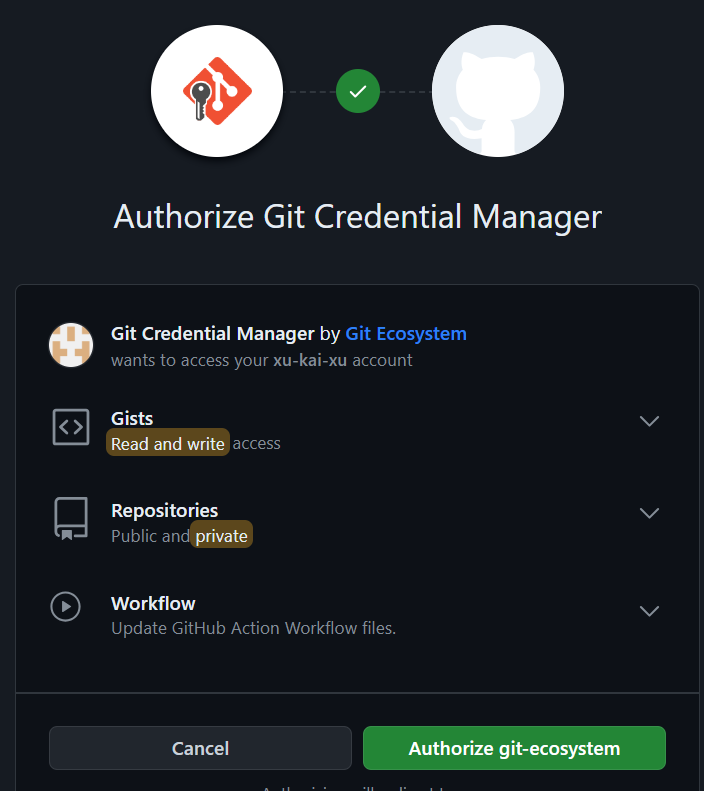 Authorize Git Credential Manager
Git Credential Manager by Git Ecosystem
wants to access your xu-kai-xu account
Gists
Read and write access
Repositories
Public and private
Workflow
Update GitHub Action Workflow files.
Cancel
Authorize git-ecosystem